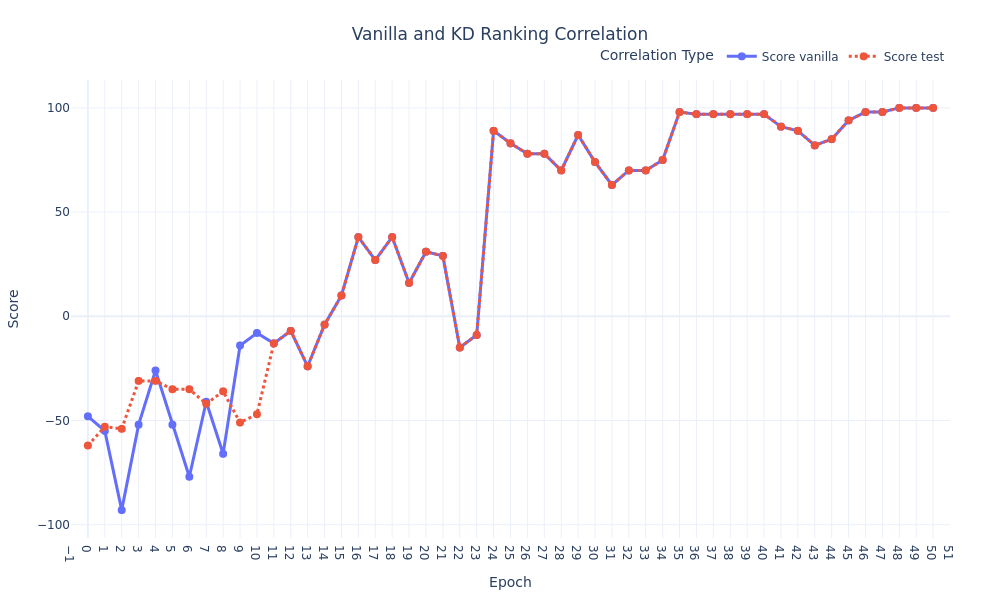 Vanilla and KD Ranking Correlation
Correlation Type Score vanilla Score test
100
50
0
−50
−100
Score
−1 0 1 2 3 4 5 6 7 8 9 10 11 12 13 14 15 16 17 18 19 20 21 22 23 24 25 26 27 28 29 30 31 32 33 34 35 36 37 38 39 40 41 42 43 44 45 46 47 48 49 50 51
Epoch